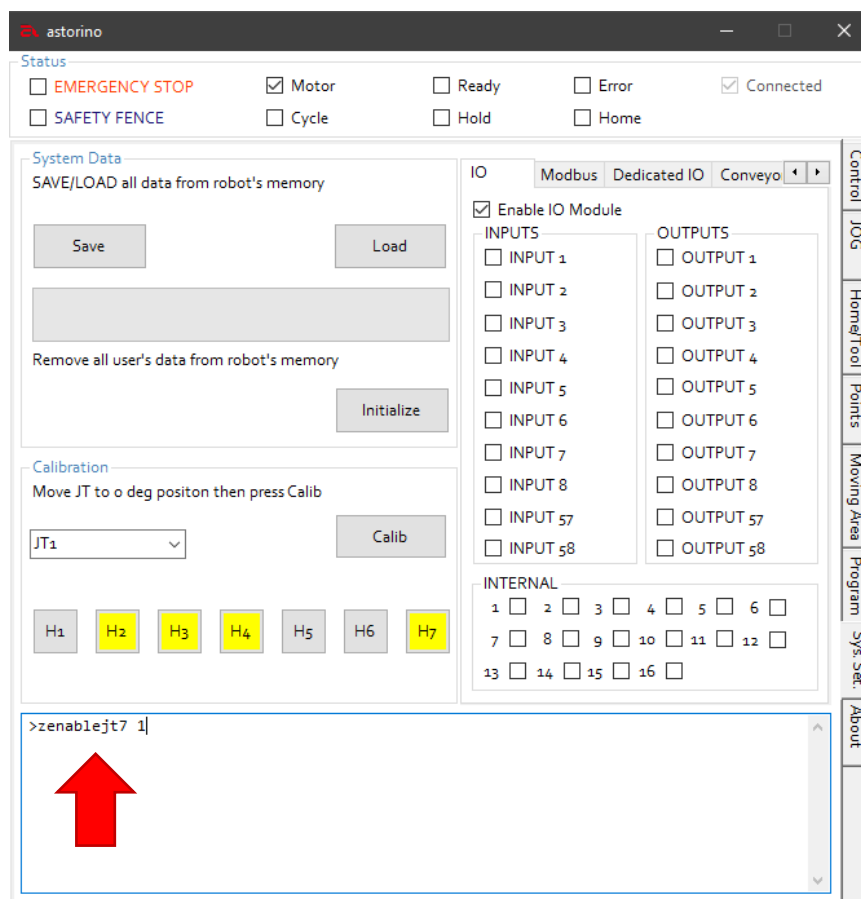 astorino
Status
EMERGENCY STOP
Motor
Ready
Error
Connected
SAFETY FENCE
Cycle
Hold
Home
System Data
SAVE/LOAD all data from robot's memory
Save
Load
Remove all user's data from robot's memory
Initialize
Calibration
Move JT to 0 deg positon then press Calib
JT1
Calib
H1
H2
H3
H4
H5
H6
H7
IO
Modbus
Dedicated IO
Conveyo
Enable IO Module
INPUTS
INPUT 1
INPUT 2
INPUT 3
INPUT 4
INPUT 5
INPUT 6
INPUT 7
INPUT 8
INPUT 57
INPUT 58
OUTPUTS
OUTPUT 1
OUTPUT 2
OUTPUT 3
OUTPUT 4
OUTPUT 5
OUTPUT 6
OUTPUT 7
OUTPUT 8
OUTPUT 57
OUTPUT 58
INTERNAL
1 2 3 4 5 6
7 8 9 10 11 12
13 14 15 16
Control
JOG
Home/Tool
Points
Moving Area
Program
Sys. Set.
About
>zenablejt7 1